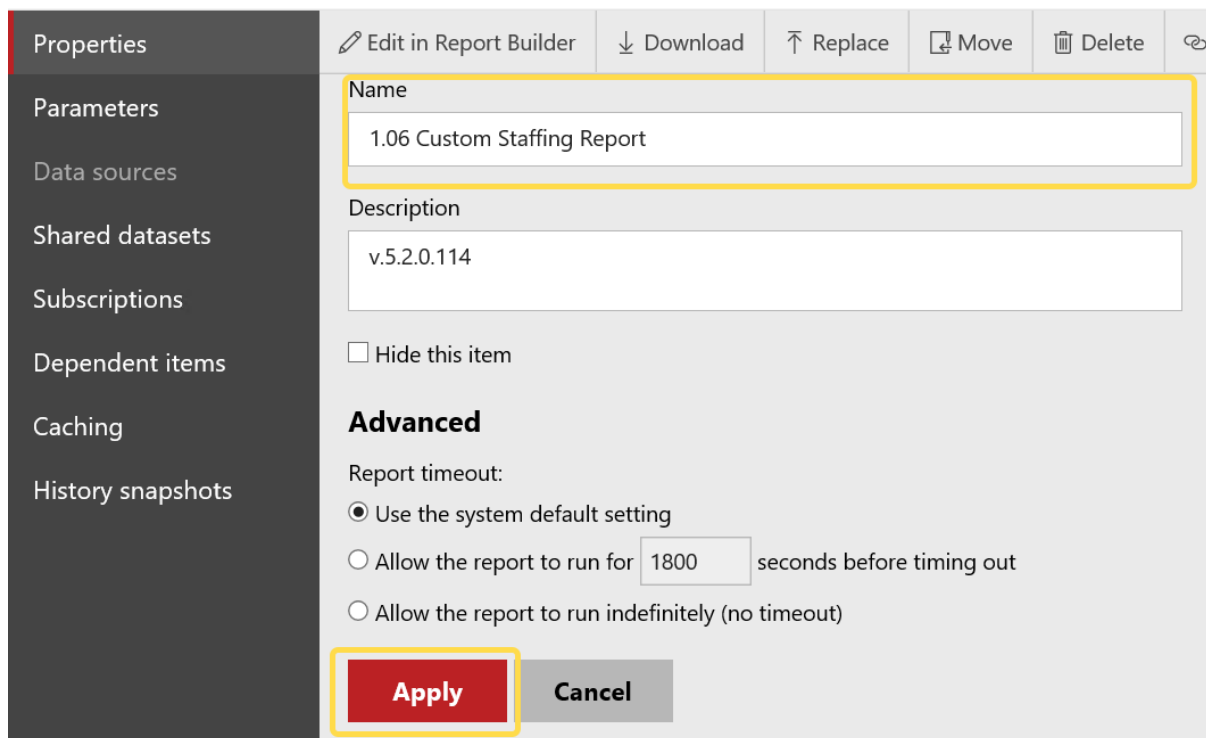 Properties
Parameters
Data sources
Shared datasets
Subscriptions
Dependent items
Caching
History snapshots
Edit in Report Builder
Download
Replace
Move
Delete
Name
1.06 Custom Staffing Report
Description
v.5.2.0.114
Hide this item
Advanced
Report timeout:
Use the system default setting
Allow the report to run for 1800 seconds before timing out
Allow the report to run indefinitely (no timeout)
Apply
Cancel